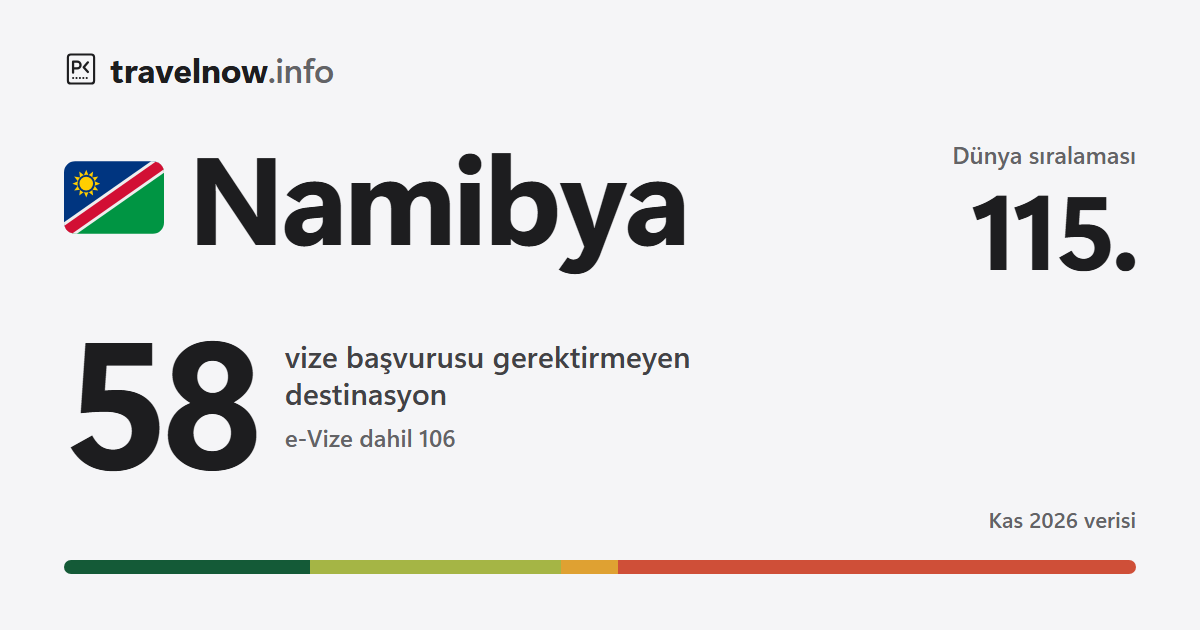 travelnow.info
Namibya
Dünya sıralaması
115.
58
vize başvurusu gerektirmeyen
destinasyon
e-Vize dahil 106
Kas 2026 verisi